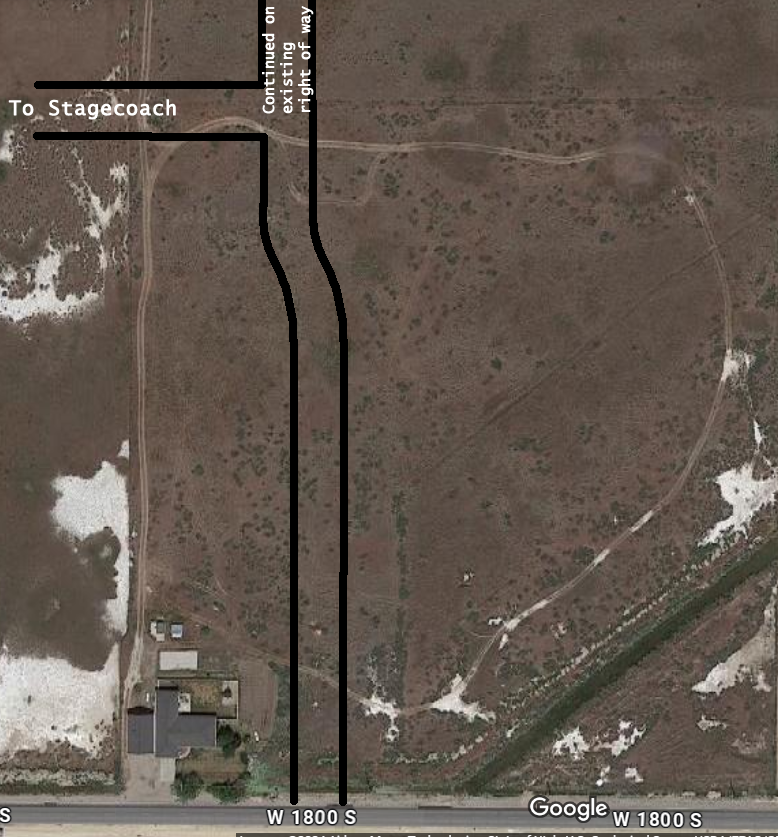 Continued on
existing
right of way
To Stagecoach
W 1800 S
Google
W 1800 S
S